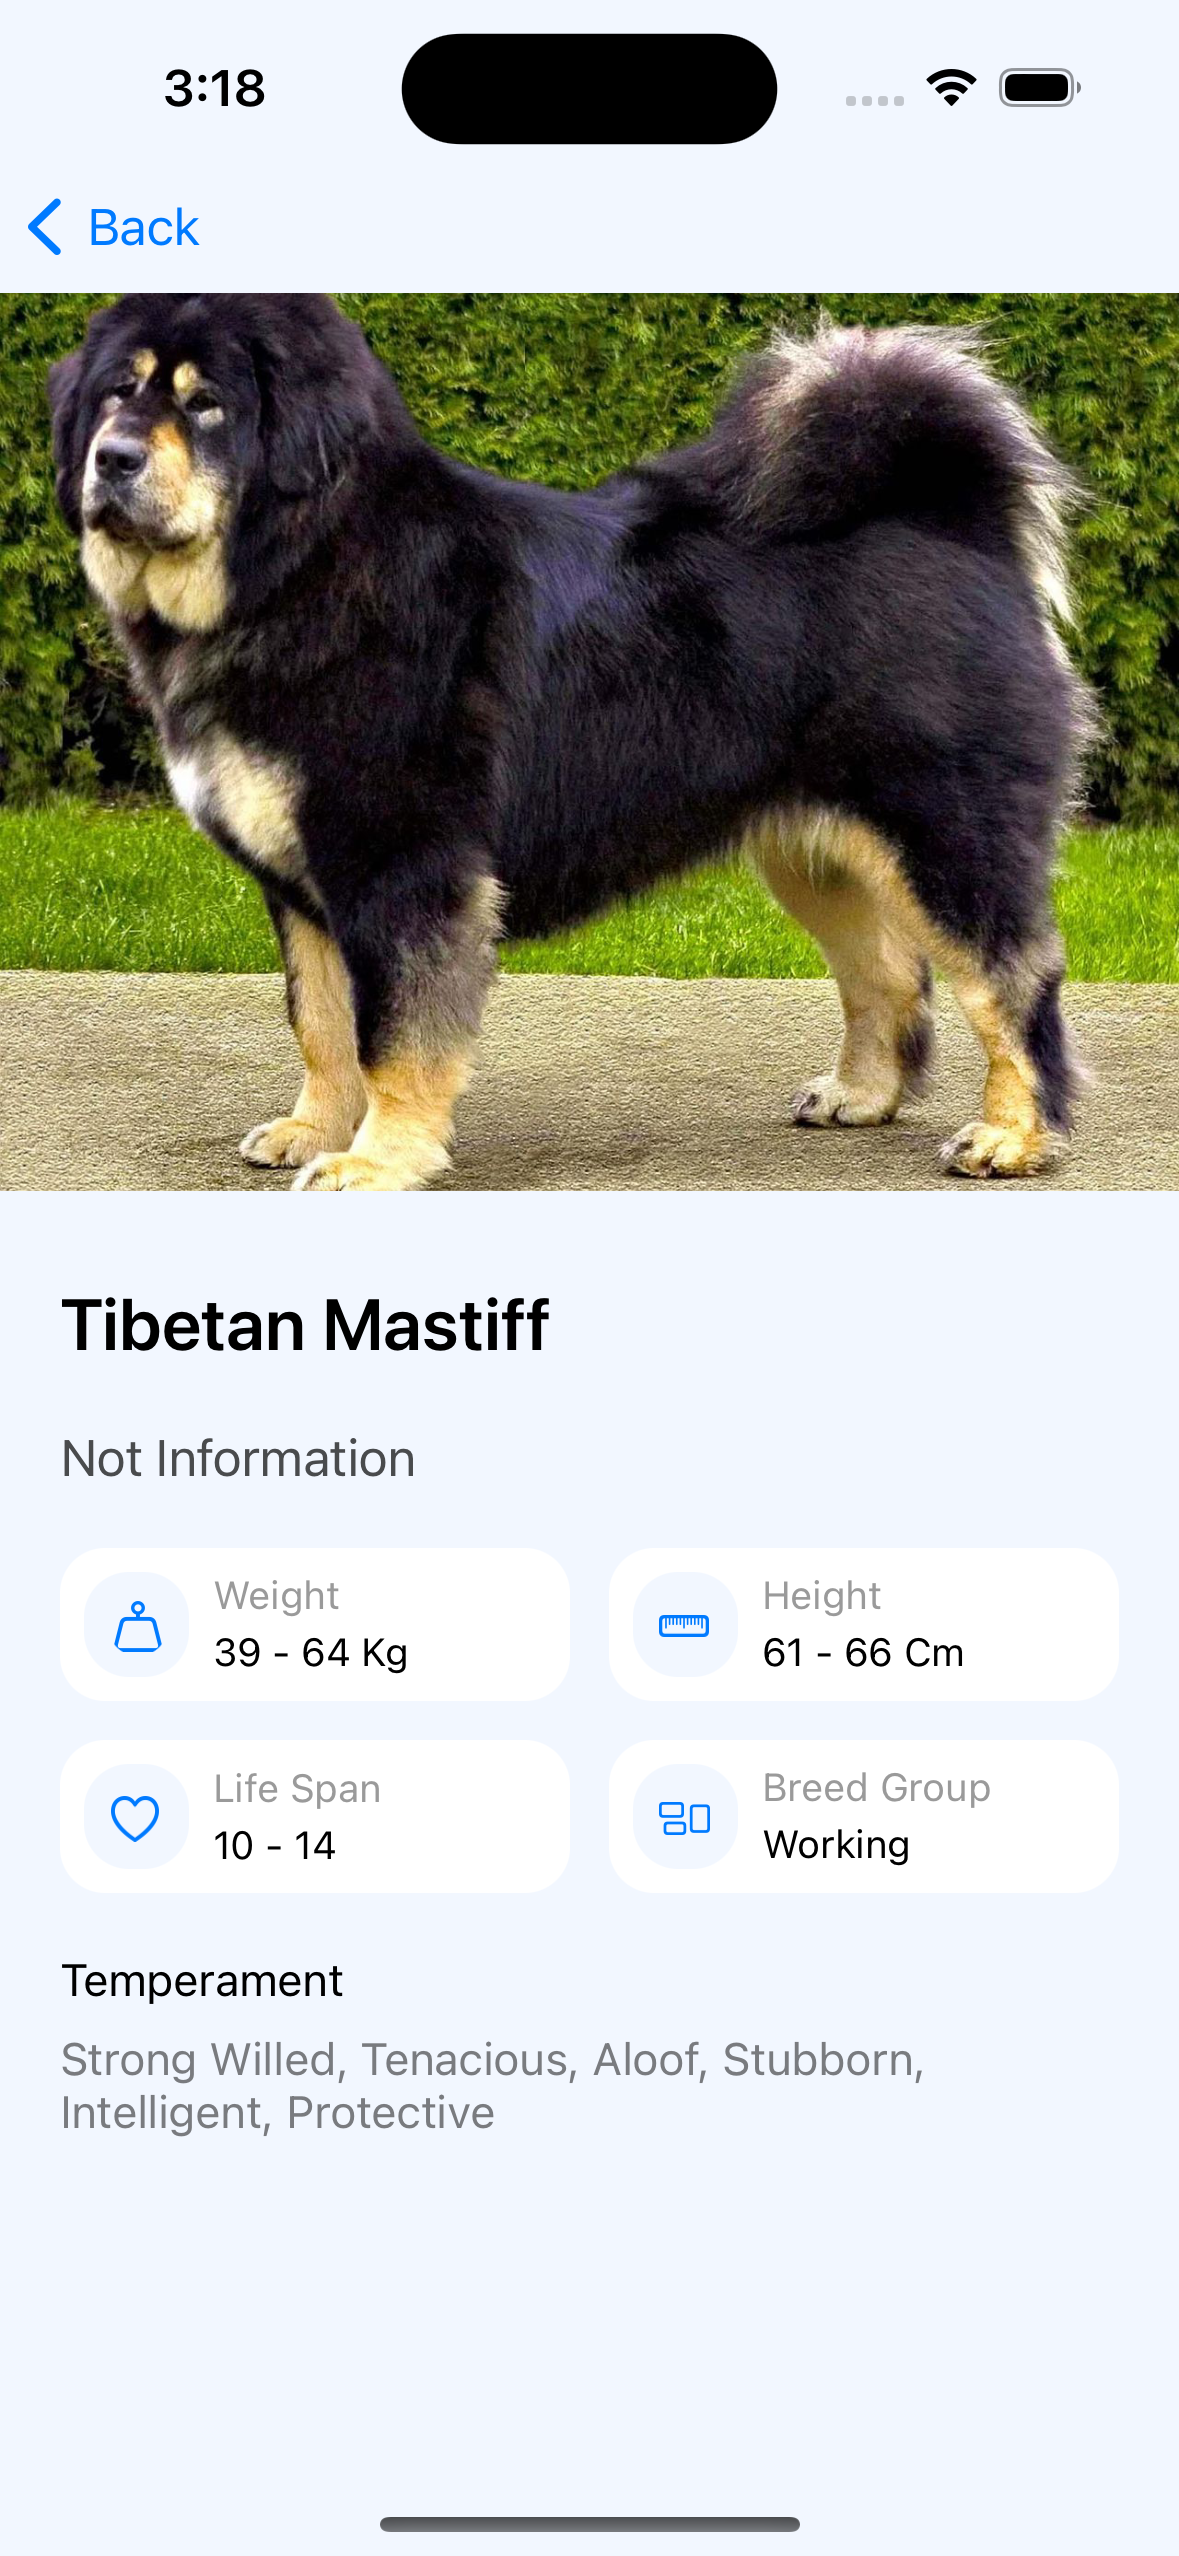 3:18
Back
Tibetan Mastiff
Not Information
Weight
39 - 64 Kg
Height
61 - 66 Cm
Life Span
10 - 14
Breed Group
Working
Temperament
Strong Willed, Tenacious, Aloof, Stubborn,
Intelligent, Protective